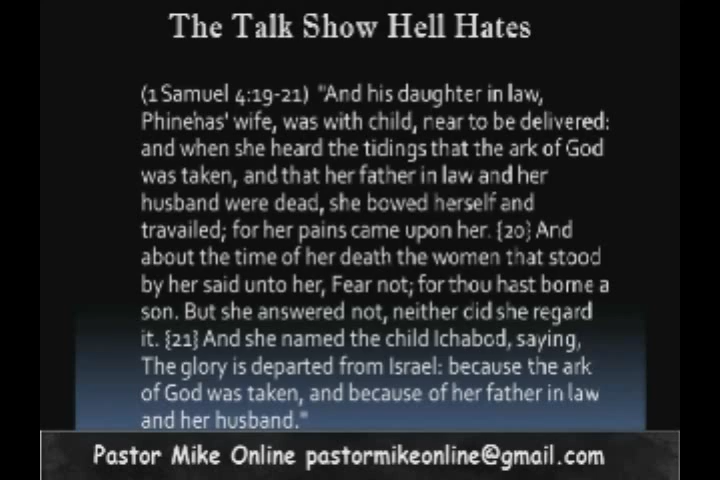 The Talk Show Hell Hates
(1 Samuel 4:19-21) "And his daughter in law,
Phinehas' wife, was with child, near to be delivered:
and when she heard the tidings that the ark of God
was taken, and that her father in law and her
husband were dead, she bowed herself and
travailed; for her pains came upon her. {20} And
about the time of her death the women that stood
by her said unto her, Fear not; for thou hast borne a
son. But she answered not, neither did she regard
it. {21} And she named the child Ichabod, saying,
The glory is departed from Israel: because the ark
of God was taken, and because of her father in law
and her husband."
Pastor Mike Online pastormikeonline@gmail.com